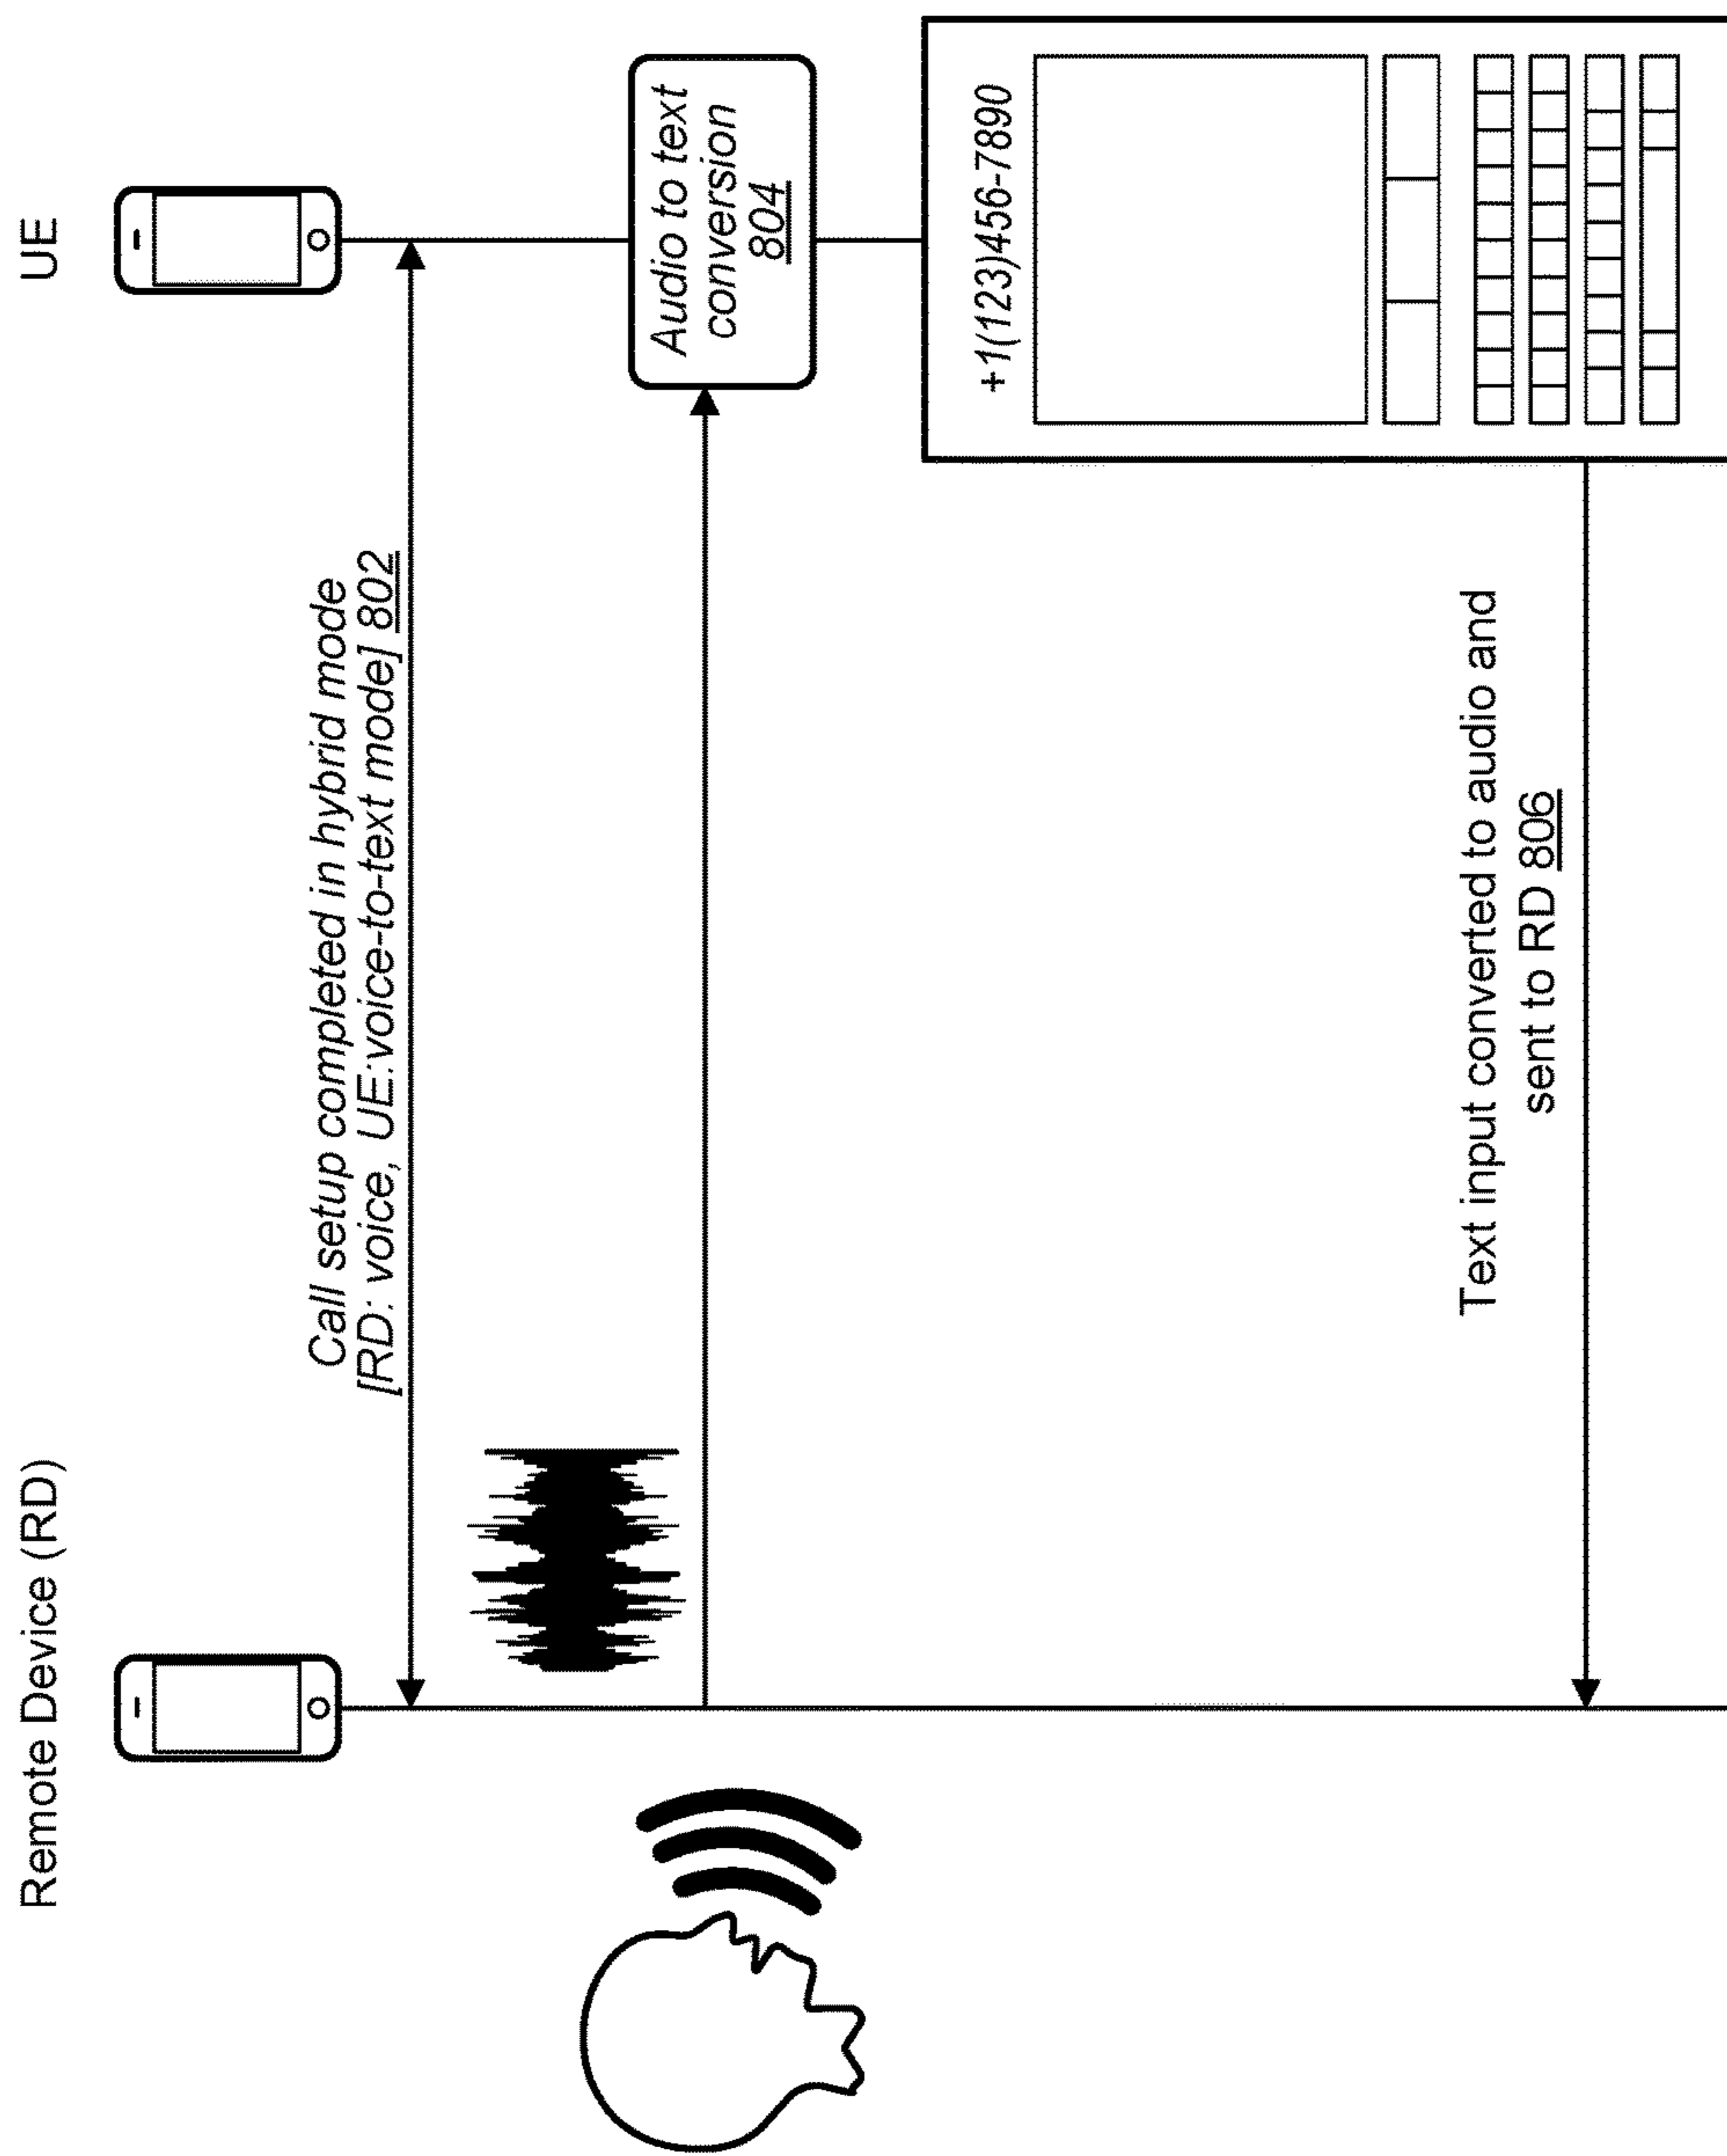 Remote Device (RD)
UE
Call setup completed in hybrid mode
[RD: voice, UE:voice-to-text mode] 802
Audio to text
conversion
804
+1(123)456-7890
Text input converted to audio and
sent to RD 806